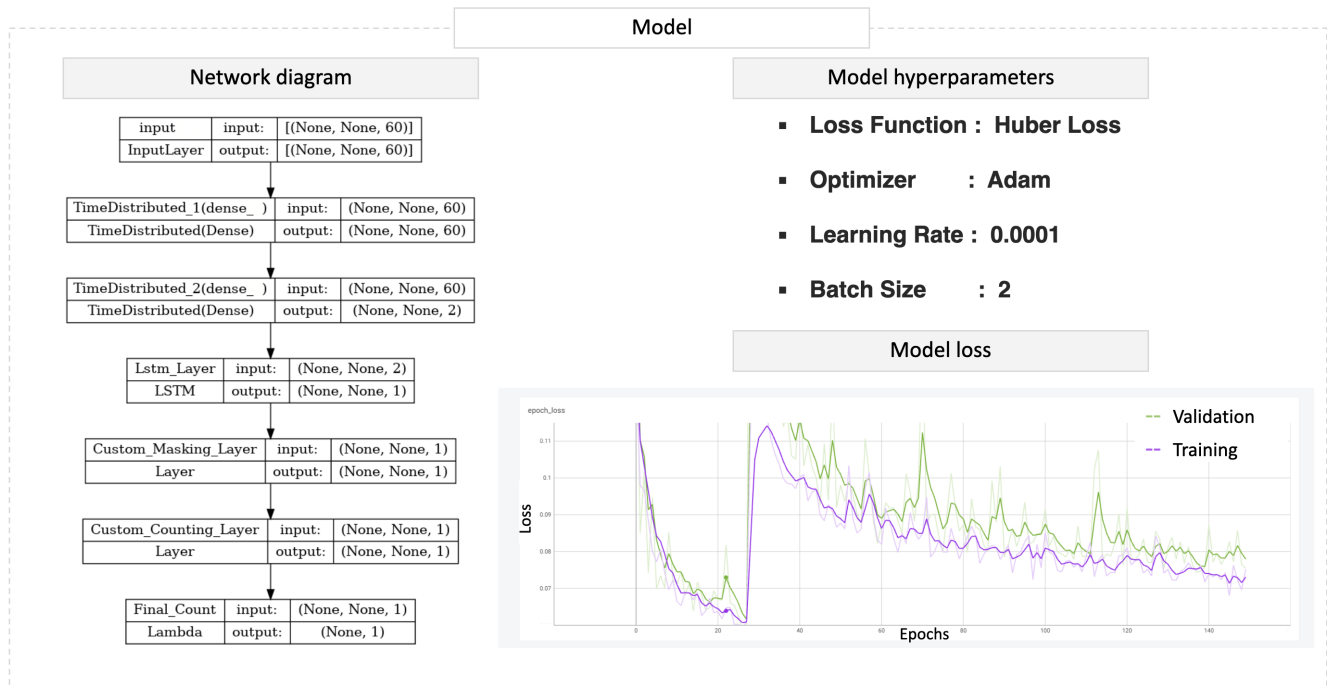 Model
Network diagram
input | input: | [(None, None, 60)]
InputLayer | output: | [(None, None, 60)]
TimeDistributed_1(dense_ ) | input: | (None, None, 60)
TimeDistributed(Dense) | output: | (None, None, 60)
TimeDistributed_2(dense_ ) | input: | (None, None, 60)
TimeDistributed(Dense) | output: | (None, None, 2)
Lstm_Layer | input: | (None, None, 2)
LSTM | output: | (None, None, 1)
Custom_Masking_Layer | input: | (None, None, 1)
Layer | output: | (None, None, 1)
Custom_Counting_Layer | input: | (None, None, 1)
Layer | output: | (None, None, 1)
Final_Count | input: | (None, None, 1)
Lambda | output: | (None, 1)
Model hyperparameters
▪ Loss Function : Huber Loss
▪ Optimizer : Adam
▪ Learning Rate : 0.0001
▪ Batch Size : 2
Model loss
epoch_loss
Validation
Training
0.11
0.1
0.09
0.08
0.07
Loss
0 20 40 60 80 100 120 140
Epochs